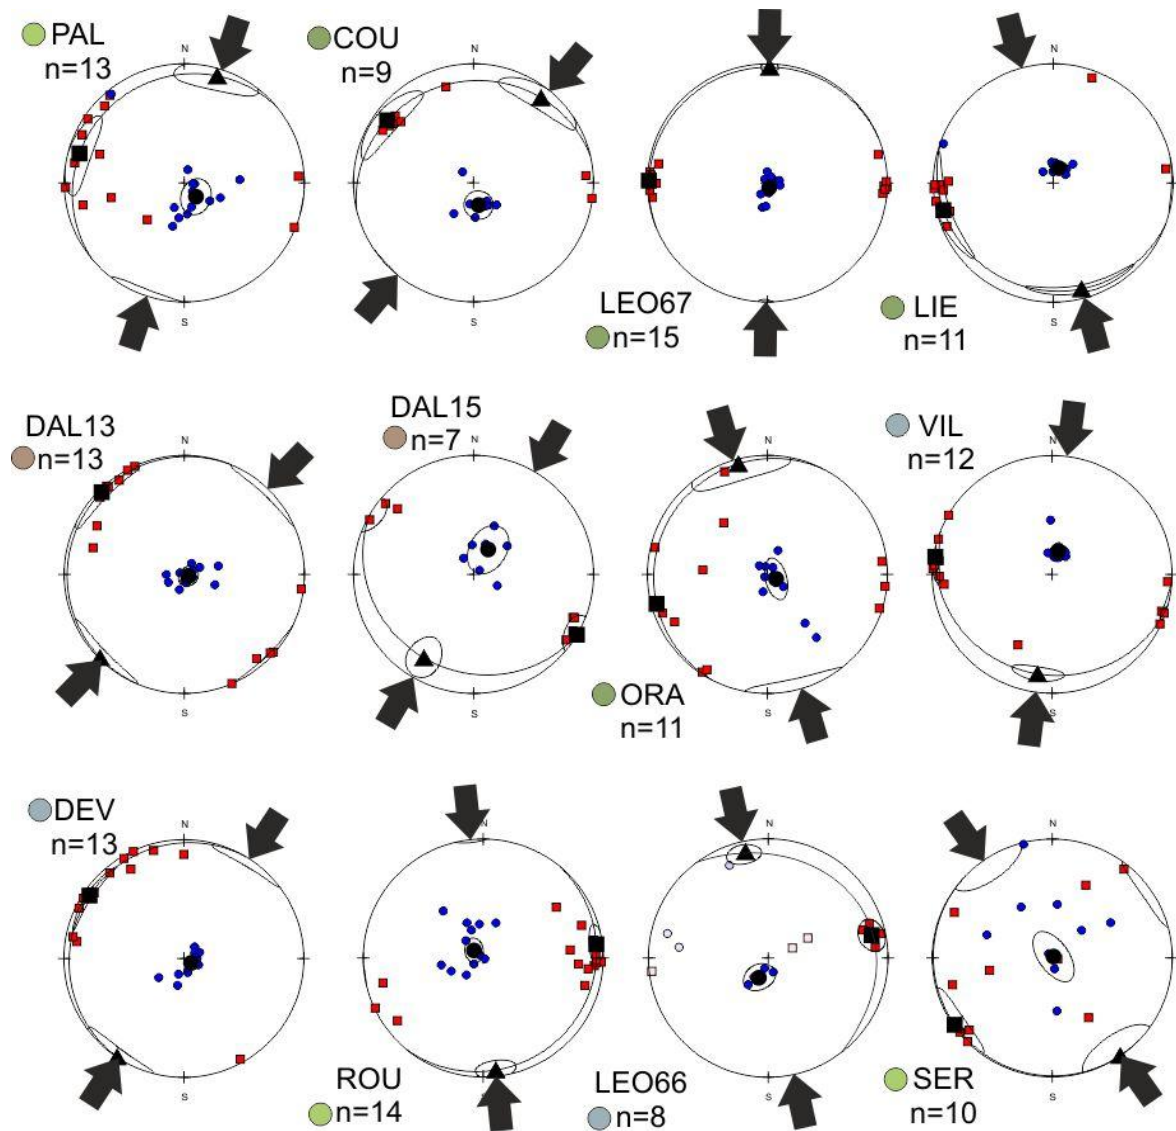 PAL
n=13
N
S
COU
n=9
N
S
LEO67
n=15
N
S
LIE
n=11
N
S
DAL13
n=13
N
S
DAL15
n=7
N
S
ORA
n=11
N
S
VIL
n=12
N
S
DEV
n=13
N
S
ROU
n=14
N
S
LEO66
n=8
N
S
SER
n=10
N
S